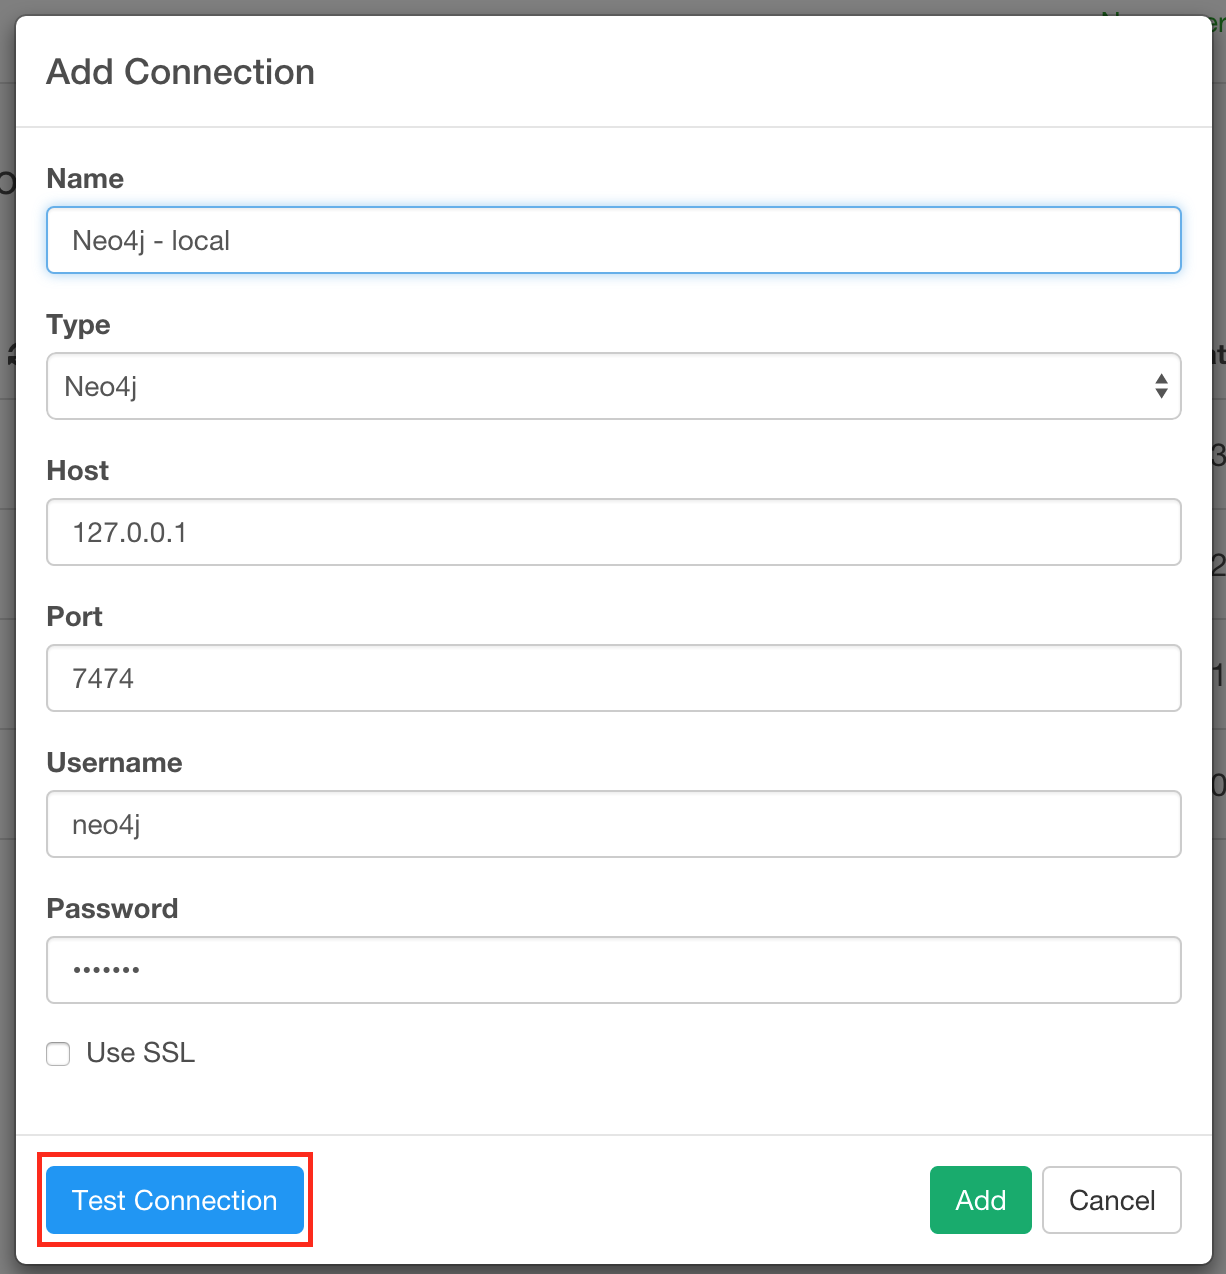 Add Connection
Name
Neo4j - local
Type
Neo4j
Host
127.0.0.1
Port
7474
Username
neo4j
Password
•••••••
Use SSL
Test Connection
Add
Cancel